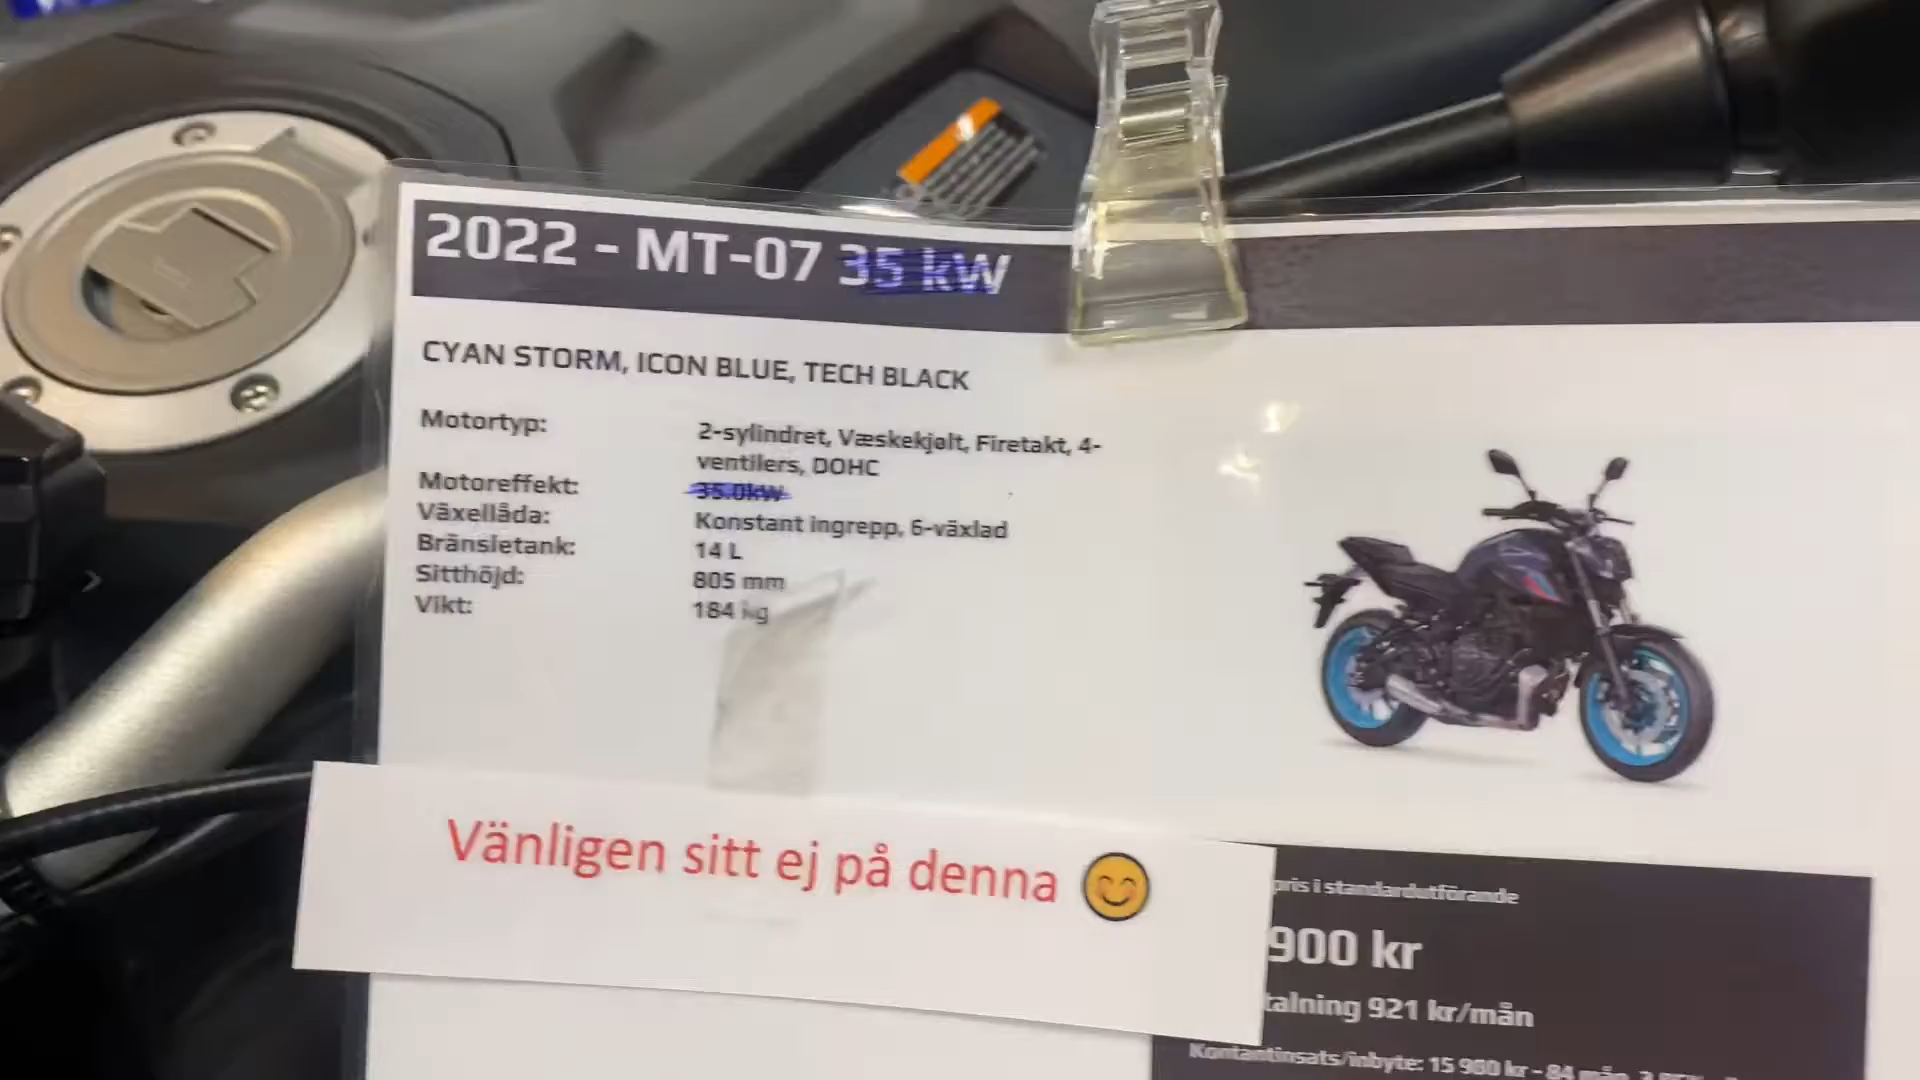 2022 - MT-07 35 kW
CYAN STORM, ICON BLUE, TECH BLACK
Motortyp: 2-sylindret, Væskekjølt, Firetakt, 4-
ventilers, DOHC
Motoreffekt: 35.0kW
Växellåda: Konstant ingrepp, 6-växlad
Bränsletank: 14 L
Sitthöjd: 805 mm
Vikt: 184 kg
Vänligen sitt ej på denna 😊
pris i standardutförande
900 kr
talning 921 kr/mån
Kontantinsats/inbyte: 15 980 kr - 84 mån